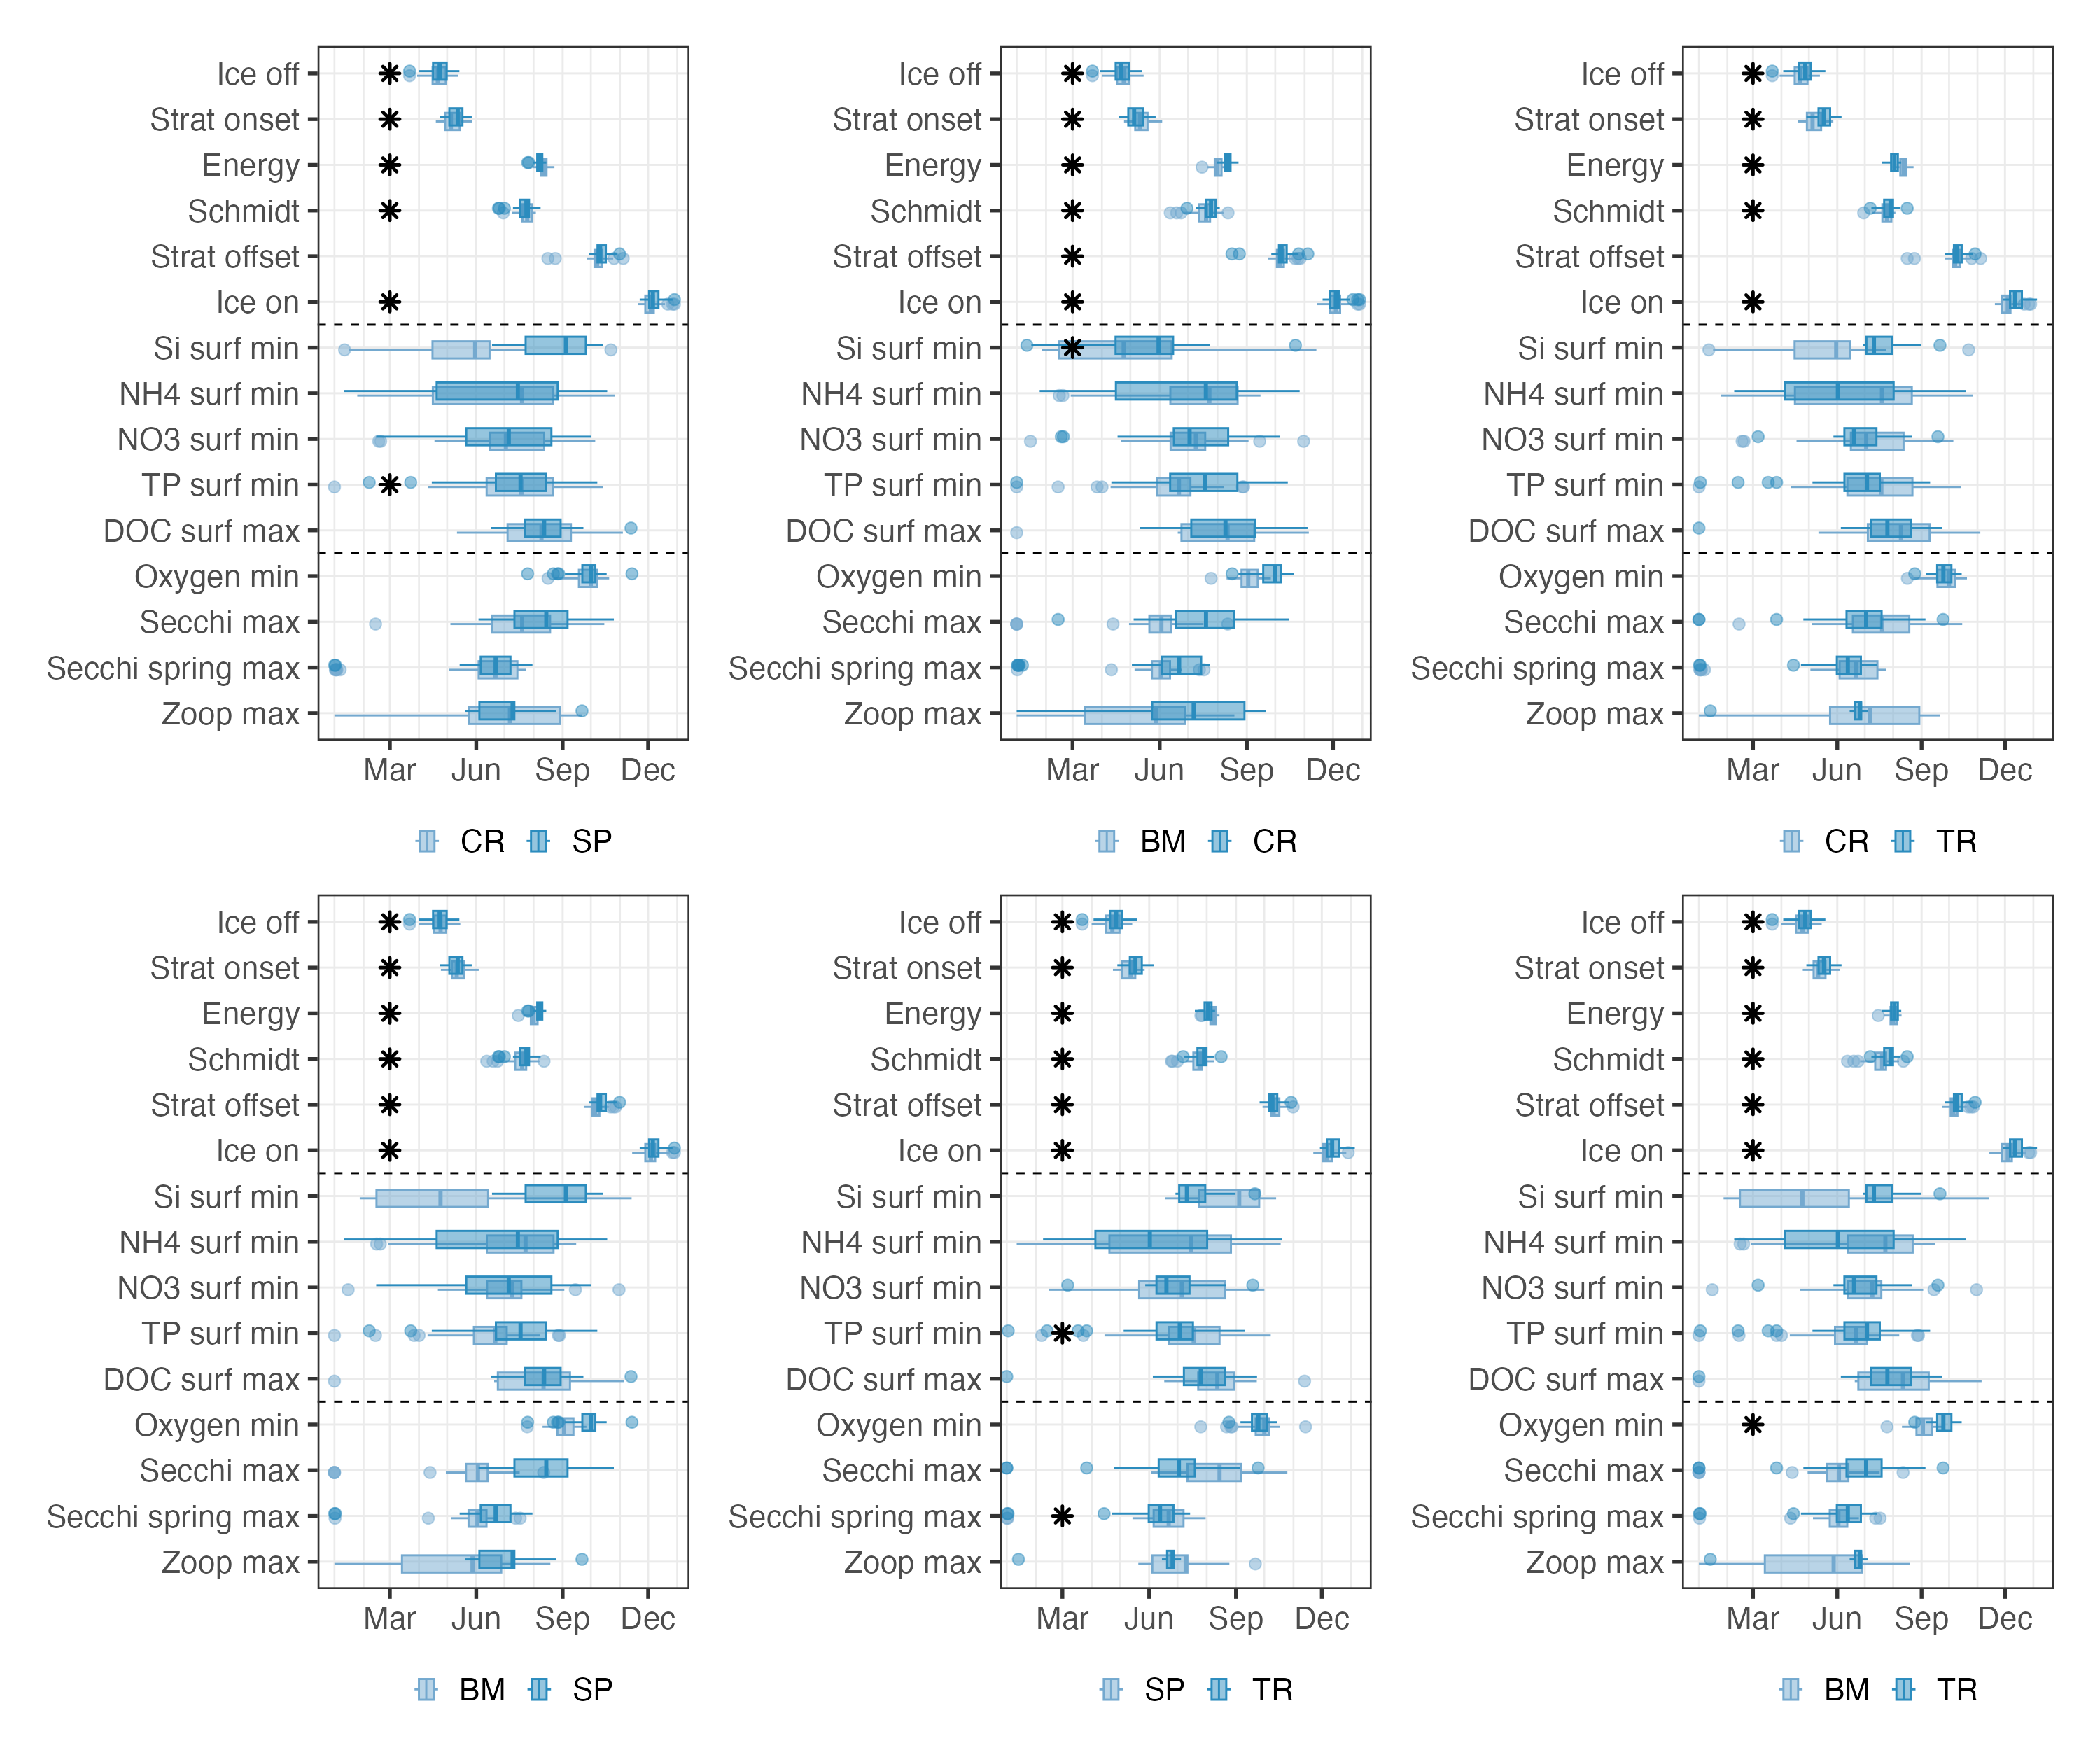 Ice off
Strat onset
Energy
Schmidt
Strat offset
Ice on
Si surf min
NH4 surf min
NO3 surf min
TP surf min
DOC surf max
Oxygen min
Secchi max
Secchi spring max
Zoop max
Mar Jun Sep Dec
CR SP
Ice off
Strat onset
Energy
Schmidt
Strat offset
Ice on
Si surf min
NH4 surf min
NO3 surf min
TP surf min
DOC surf max
Oxygen min
Secchi max
Secchi spring max
Zoop max
Mar Jun Sep Dec
BM CR
Ice off
Strat onset
Energy
Schmidt
Strat offset
Ice on
Si surf min
NH4 surf min
NO3 surf min
TP surf min
DOC surf max
Oxygen min
Secchi max
Secchi spring max
Zoop max
Mar Jun Sep Dec
CR TR
Ice off
Strat onset
Energy
Schmidt
Strat offset
Ice on
Si surf min
NH4 surf min
NO3 surf min
TP surf min
DOC surf max
Oxygen min
Secchi max
Secchi spring max
Zoop max
Mar Jun Sep Dec
BM SP
Ice off
Strat onset
Energy
Schmidt
Strat offset
Ice on
Si surf min
NH4 surf min
NO3 surf min
TP surf min
DOC surf max
Oxygen min
Secchi max
Secchi spring max
Zoop max
Mar Jun Sep Dec
SP TR
Ice off
Strat onset
Energy
Schmidt
Strat offset
Ice on
Si surf min
NH4 surf min
NO3 surf min
TP surf min
DOC surf max
Oxygen min
Secchi max
Secchi spring max
Zoop max
Mar Jun Sep Dec
BM TR